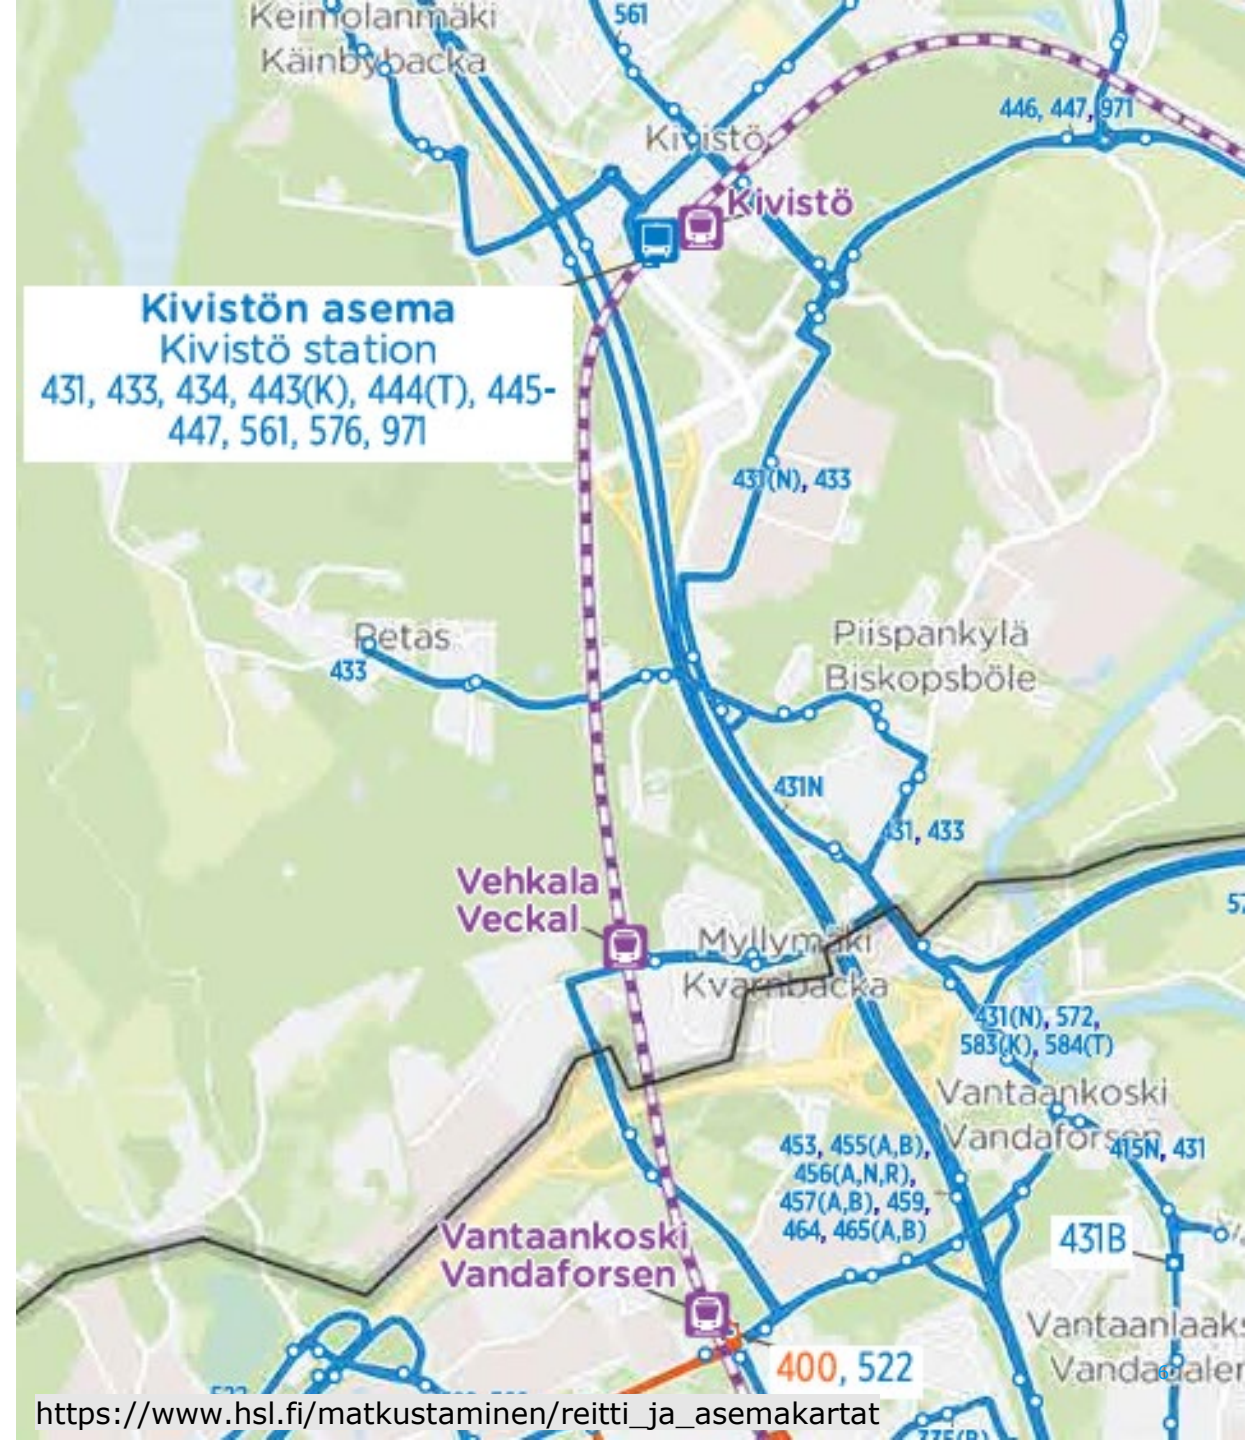 Keimolanmäki
Käinbybacka
561
446, 447, 971
Kivistö
Kivistö
Kivistön asema
Kivistö station
431, 433, 434, 443(K), 444(T), 445-
447, 561, 576, 971
431(N), 433
Petas
433
Piispankylä
Biskopsböle
431N
431, 433
Vehkala
Veckal
Myllymäki
Kvarnbacka
431(N), 572,
583(K), 584(T)
Vantaankoski
Vandaforsen
415N, 431
453, 455(A,B),
456(A,N,R),
457(A,B), 459,
464, 465(A,B)
431B
Vantaankoski
Vandaforsen
400, 522
6
https://www.hsl.fi/matkustaminen/reitti_ja_asemakartat